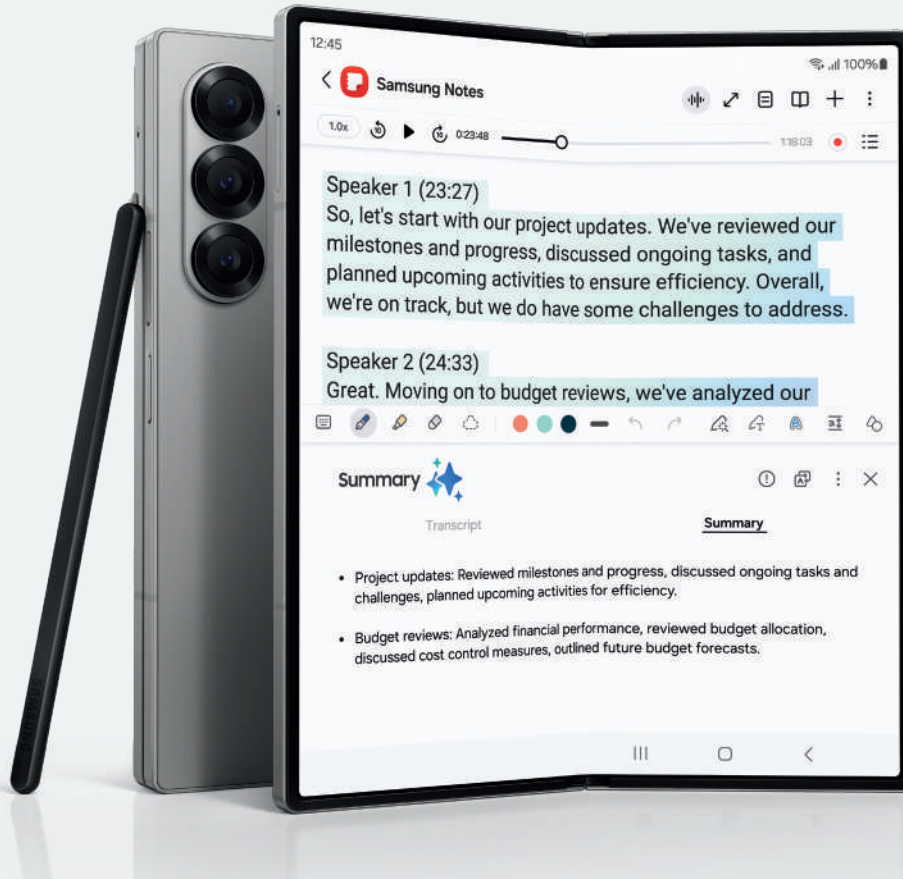 12:45
100%
Samsung Notes
1.0x
10
10
0:23:48
1:18:03
Speaker 1 (23:27)
So, let's start with our project updates. We've reviewed our
milestones and progress, discussed ongoing tasks, and
planned upcoming activities to ensure efficiency. Overall,
we're on track, but we do have some challenges to address.
Speaker 2 (24:33)
Great. Moving on to budget reviews, we've analyzed our
Summary
Transcript
Summary
• Project updates: Reviewed milestones and progress, discussed ongoing tasks and
challenges, planned upcoming activities for efficiency.
• Budget reviews: Analyzed financial performance, reviewed budget allocation,
discussed cost control measures, outlined future budget forecasts.
SAMSUNG